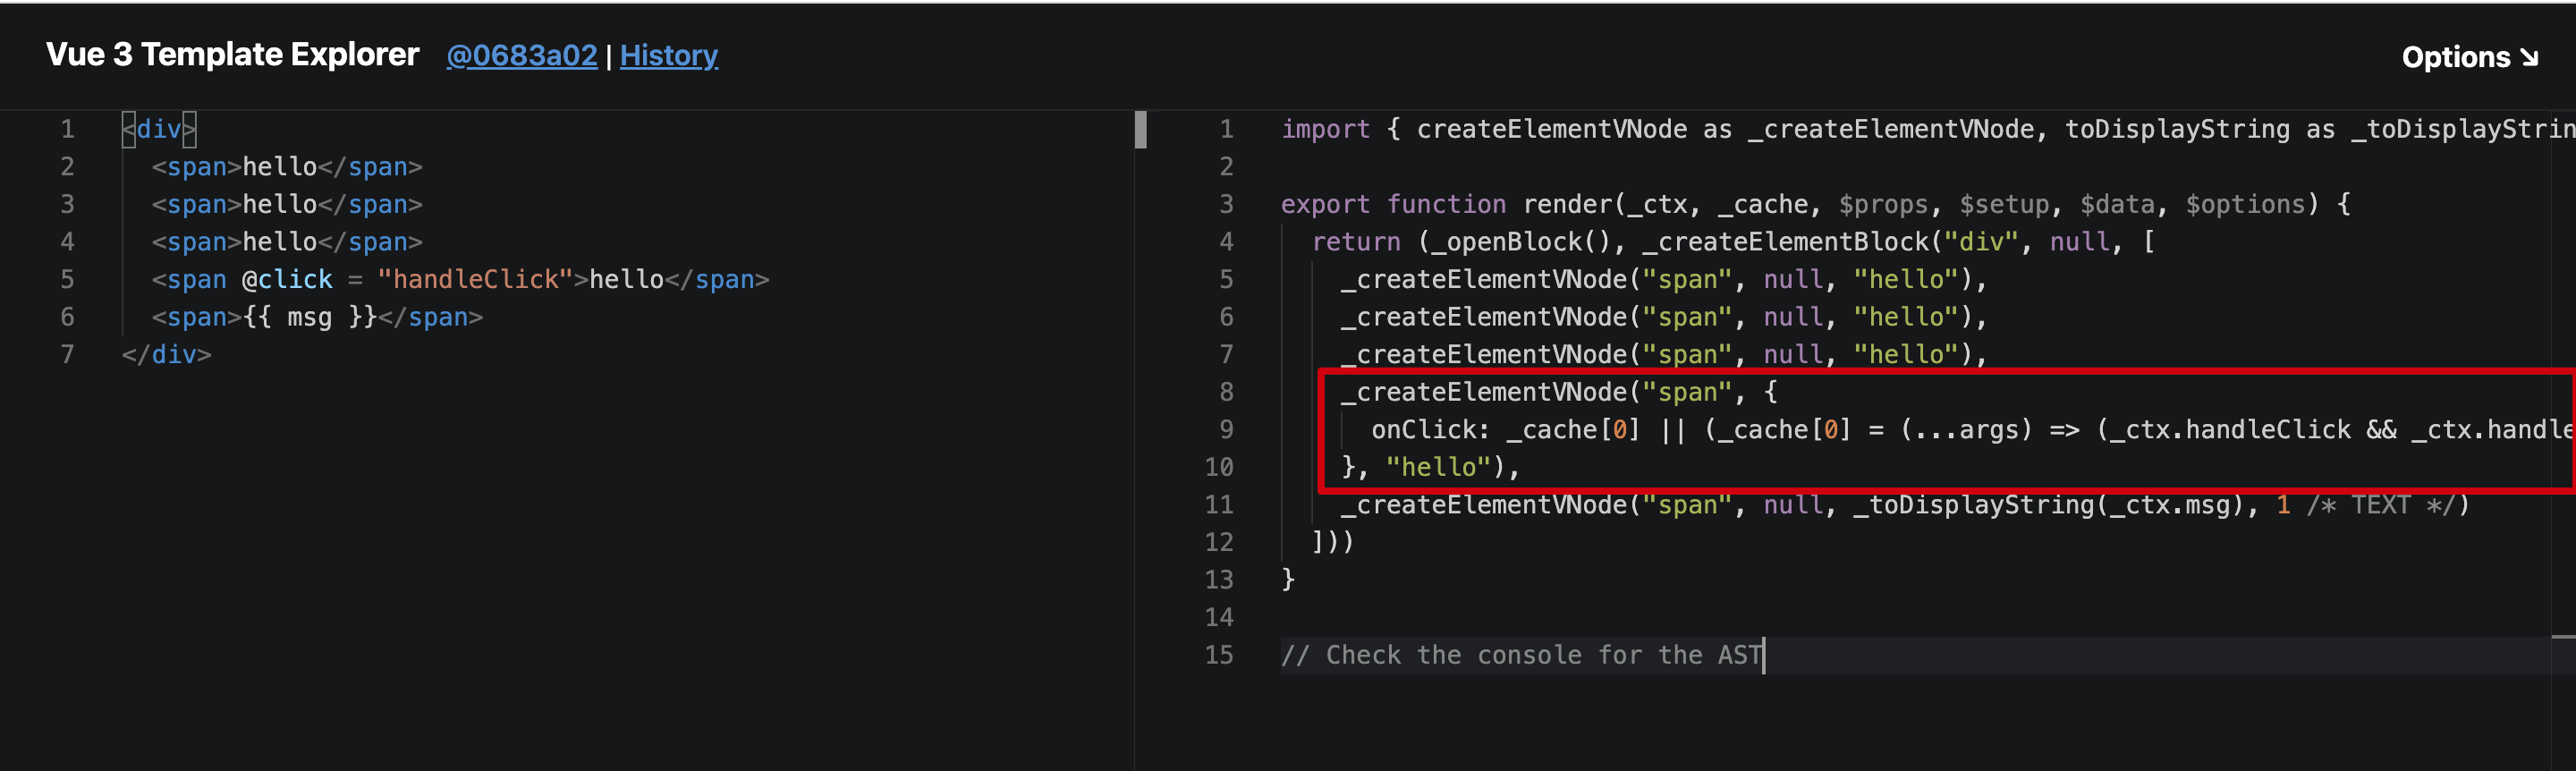 Vue 3 Template Explorer @0683a02 | History
Options ↘
1 <div>
2 <span>hello</span>
3 <span>hello</span>
4 <span>hello</span>
5 <span @click = "handleClick">hello</span>
6 <span>{{ msg }}</span>
7 </div>
1 import { createElementVNode as _createElementVNode, toDisplayString as _toDisplayStrin
2
3 export function render(_ctx, _cache, $props, $setup, $data, $options) {
4 return (_openBlock(), _createElementBlock("div", null, [
5 _createElementVNode("span", null, "hello"),
6 _createElementVNode("span", null, "hello"),
7 _createElementVNode("span", null, "hello"),
8 _createElementVNode("span", {
9 onClick: _cache[0] || (_cache[0] = (...args) => (_ctx.handleClick && _ctx.handle
10 }, "hello"),
11 _createElementVNode("span", null, _toDisplayString(_ctx.msg), 1 /* TEXT */)
12 ]))
13 }
14
15 // Check the console for the AST